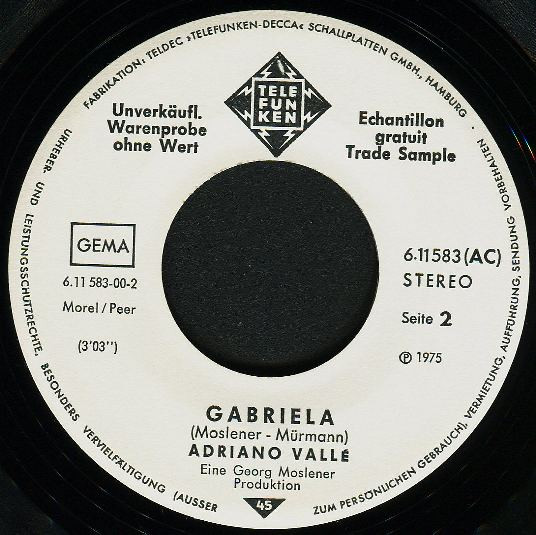 FABRIKATION: TELDEC »TELEFUNKEN-DECCA« SCHALLPLATTEN GMBH., HAMBURG · URHEBER- UND LEISTUNGSSCHUTZRECHTE, BESONDERS VERVIELFÄLTIGUNG (AUSSER ZUM PERSÖNLICHEN GEBRAUCH), VERMIETUNG, AUFFÜHRUNG, SENDUNG VORBEHALTEN ·
TELE
FUN
KEN
Unverkäufl.
Warenprobe
ohne Wert
Echantillon
gratuit
Trade Sample
GEMA
6.11 583-00-2
Morel/Peer
(3'03'')
6.11583(AC)
STEREO
Seite 2
℗ 1975
GABRIELA
(Moslener - Mürmann)
ADRIANO VALLÉ
Eine Georg Moslener
Produktion
45